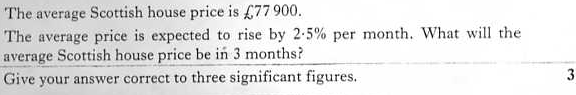 The average Scottish house price is £77 900.
The average price is expected to rise by 2·5% per month. What will the
average Scottish house price be in 3 months?
Give your answer correct to three significant figures. 3